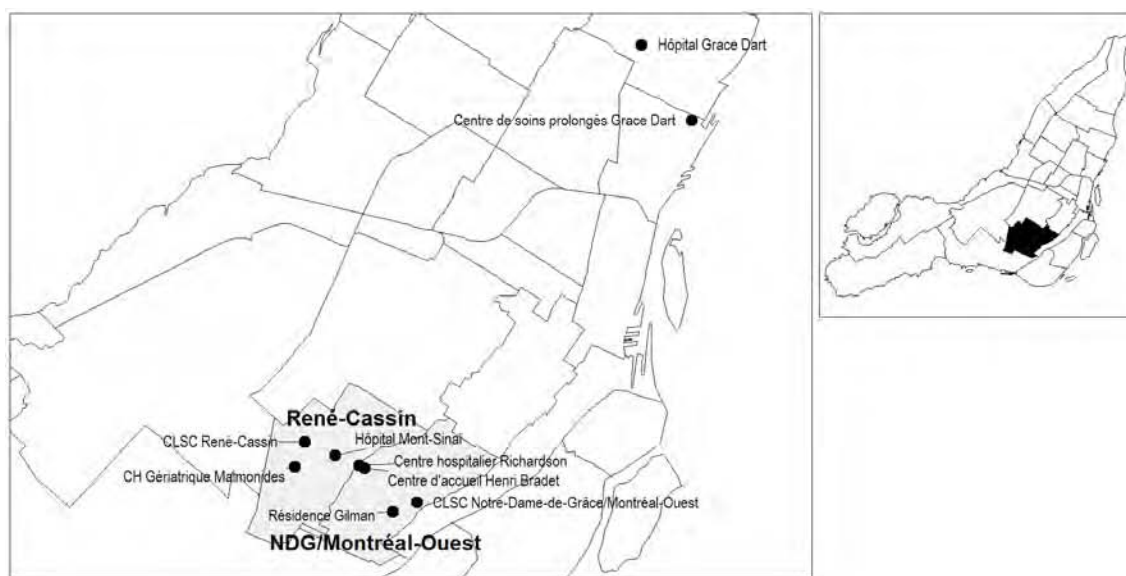 Hôpital Grace Dart
Centre de soins prolongés Grace Dart
René-Cassin
CLSC René-Cassin
Hôpital Mont-Sinaï
Centre hospitalier Richardson
CH Gériatrique Maimonides
Centre d'accueil Henri Bradet
CLSC Notre-Dame-de-Grâce/Montréal-Ouest
Résidence Gilman
NDG/Montréal-Ouest